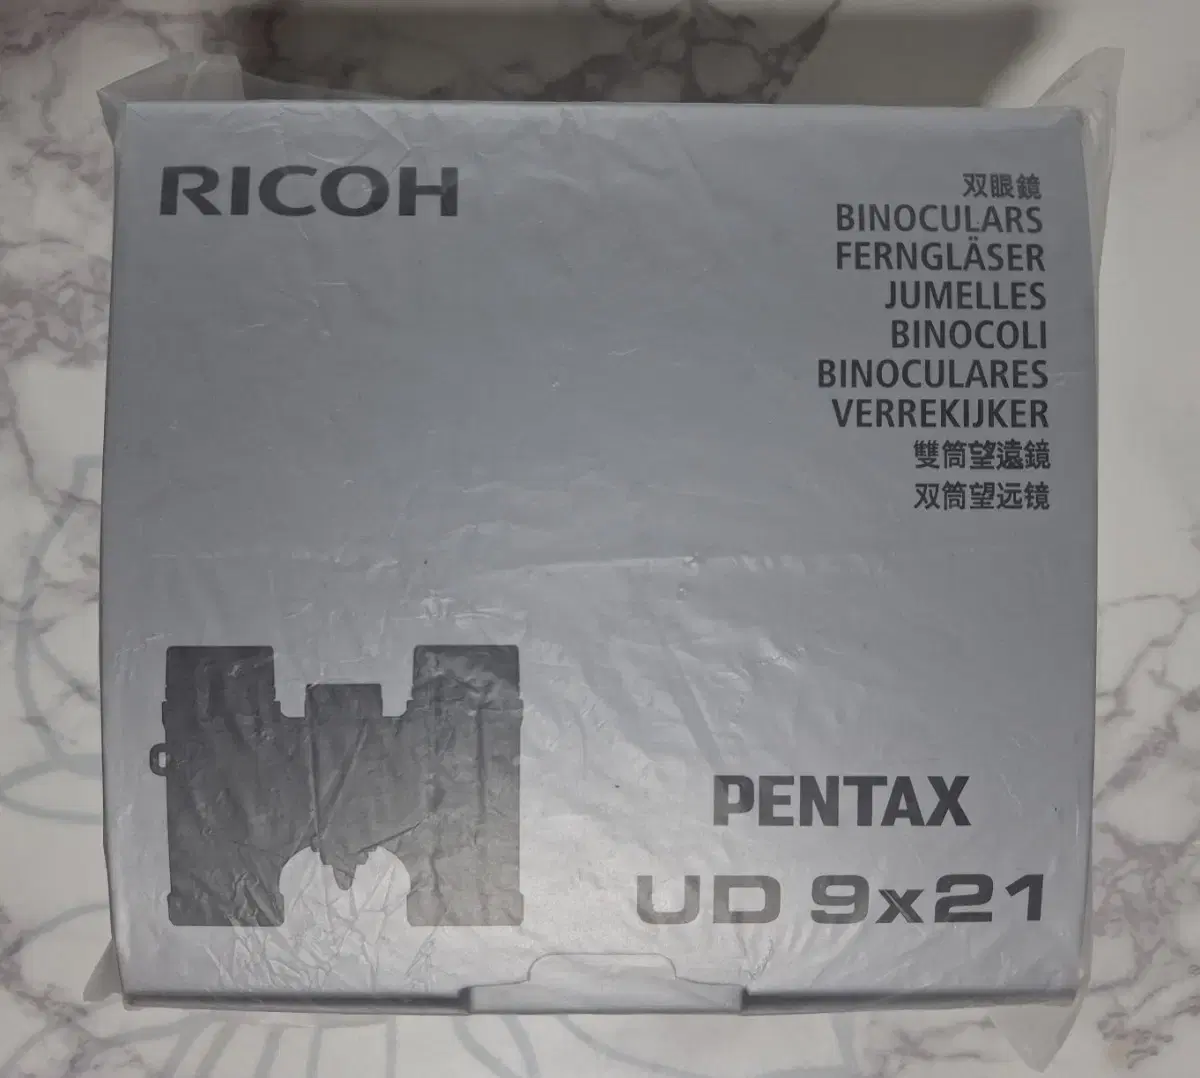 RICOH
双眼鏡
BINOCULARS
FERNGLÄSER
JUMELLES
BINOCOLI
BINOCULARES
VERREKIJKER
雙筒望遠鏡
双筒望远镜
PENTAX
UD 9x21